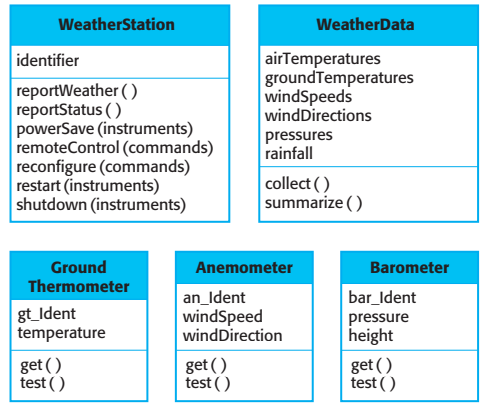 WeatherStation
identifier
reportWeather ( )
reportStatus ( )
powerSave (instruments)
remoteControl (commands)
reconfigure (commands)
restart (instruments)
shutdown (instruments)
WeatherData
airTemperatures
groundTemperatures
windSpeeds
windDirections
pressures
rainfall
collect ( )
summarize ( )
Ground
Thermometer
gt_Ident
temperature
get ( )
test ( )
Anemometer
an_Ident
windSpeed
windDirection
get ( )
test ( )
Barometer
bar_Ident
pressure
height
get ( )
test ( )